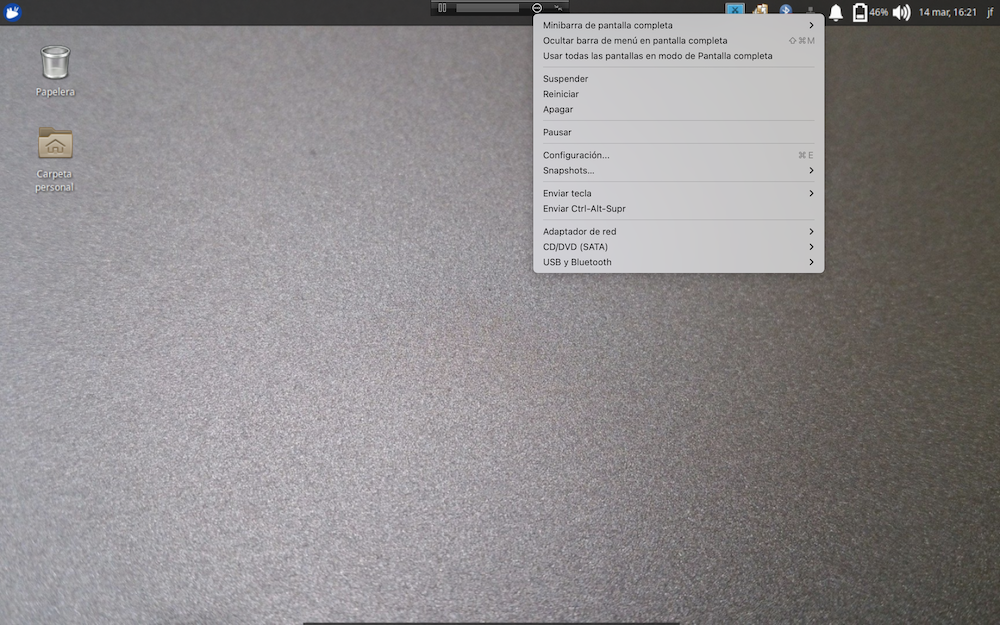 46%
14 mar, 16:21
jf
Minibarra de pantalla completa
Ocultar barra de menú en pantalla completa ⇧⌘M
Usar todas las pantallas en modo de Pantalla completa
Suspender
Reiniciar
Apagar
Pausar
Configuración... ⌘E
Snapshots...
Enviar tecla
Enviar Ctrl-Alt-Supr
Adaptador de red
CD/DVD (SATA)
USB y Bluetooth
Papelera
Carpeta
personal